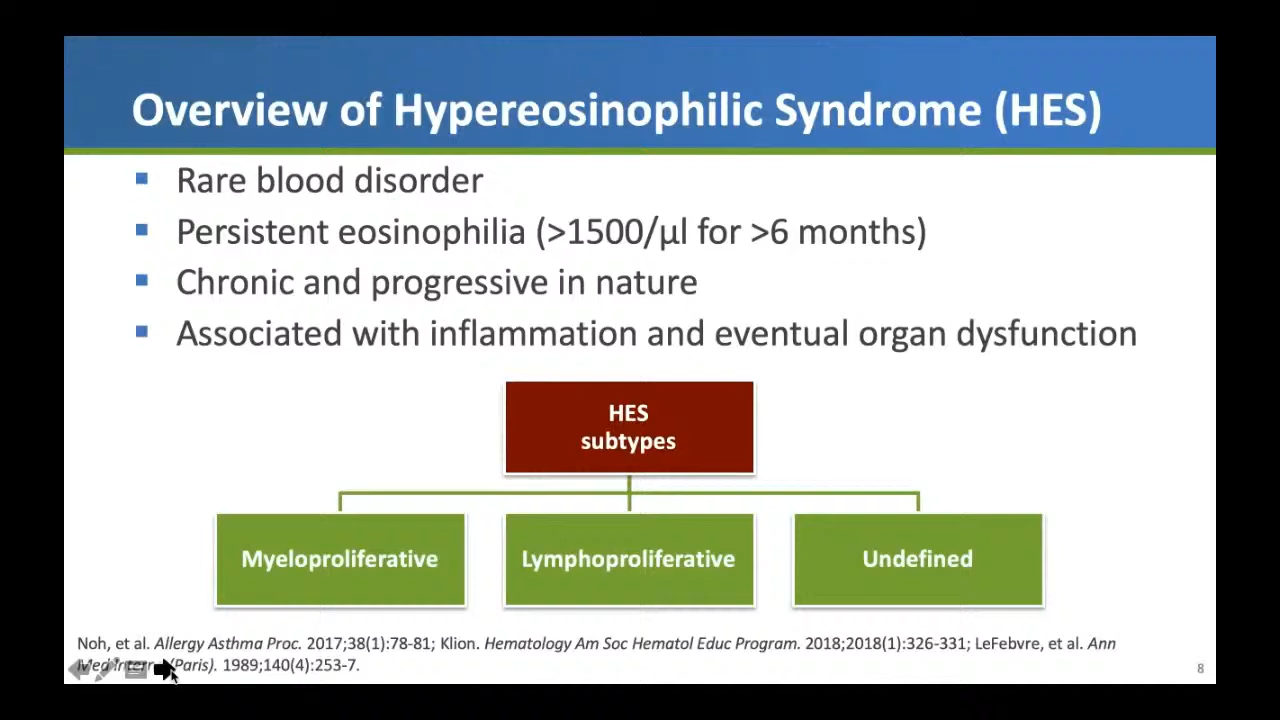 Overview of Hypereosinophilic Syndrome (HES)
Rare blood disorder
Persistent eosinophilia (>1500/µl for >6 months)
Chronic and progressive in nature
Associated with inflammation and eventual organ dysfunction
HES
subtypes
Myeloproliferative
Lymphoproliferative
Undefined
Noh, et al. Allergy Asthma Proc. 2017;38(1):78-81; Klion. Hematology Am Soc Hematol Educ Program. 2018;2018(1):326-331; LeFebvre, et al. Ann
Med Intern (Paris). 1989;140(4):253-7.
8